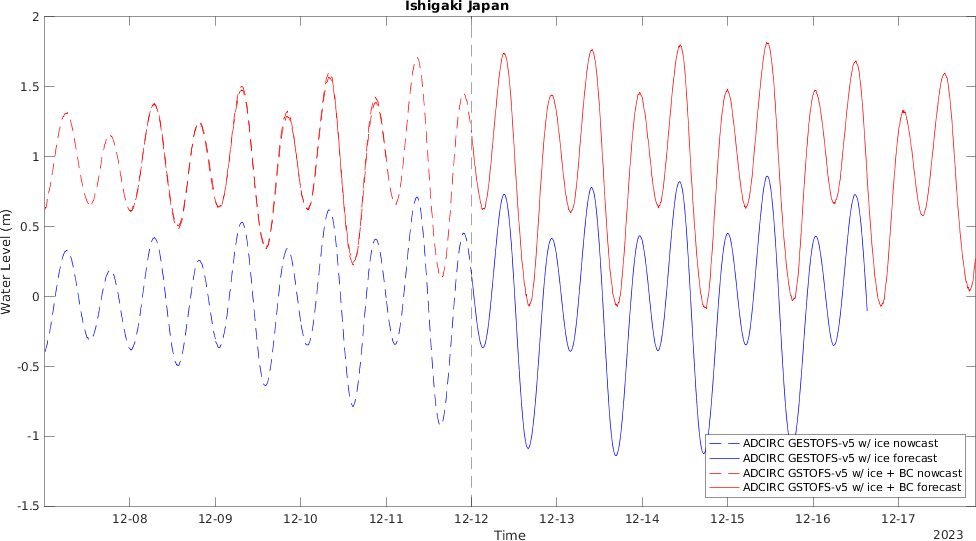 Ishigaki Japan
2
1.5
1
0.5
0
-0.5
-1
-1.5
Water Level (m)
12-08 12-09 12-10 12-11 12-12 12-13 12-14 12-15 12-16 12-17
Time
2023
ADCIRC GESTOFS-v5 w/ ice nowcast
ADCIRC GESTOFS-v5 w/ ice forecast
ADCIRC GSTOFS-v5 w/ ice + BC nowcast
ADCIRC GSTOFS-v5 w/ ice + BC forecast